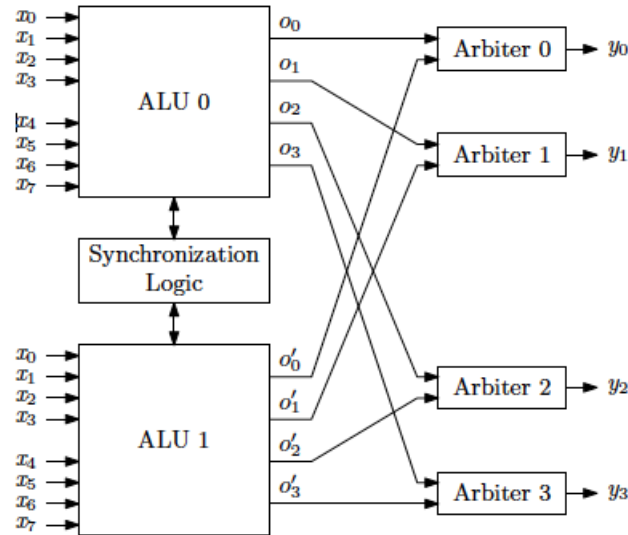 x₀
x₁
x₂
x₃
x₄
x₅
x₆
x₇
ALU 0
o₀
o₁
o₂
o₃
Arbiter 0
y₀
Arbiter 1
y₁
Synchronization
Logic
x₀
x₁
x₂
x₃
x₄
x₅
x₆
x₇
ALU 1
o′₀
o′₁
o′₂
o′₃
Arbiter 2
y₂
Arbiter 3
y₃